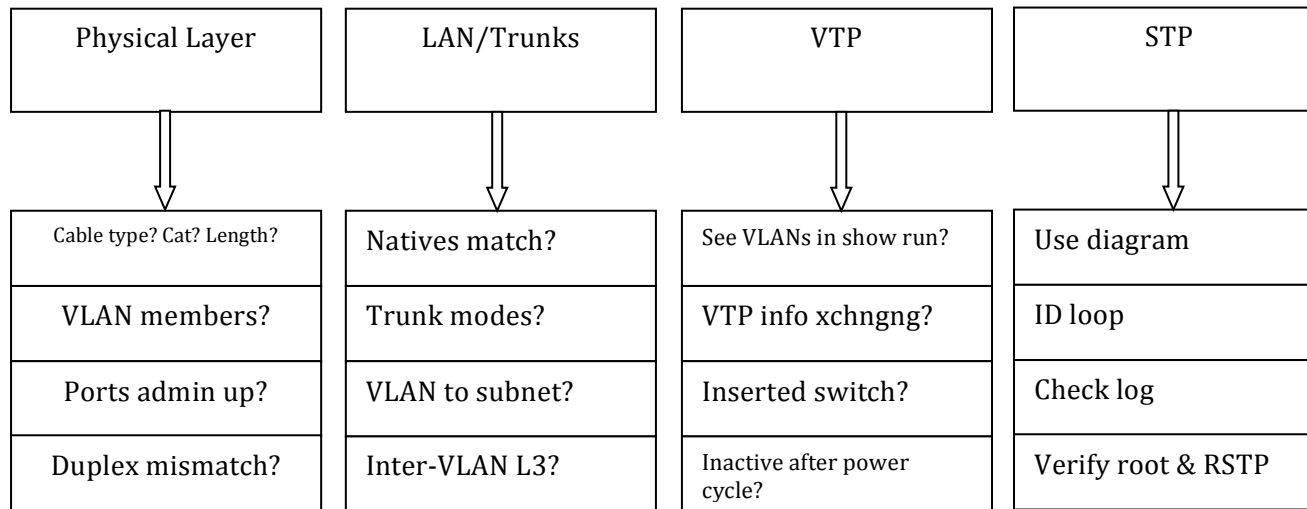 Physical Layer
LAN/Trunks
VTP
STP
Cable type? Cat? Length?
Natives match?
See VLANs in show run?
Use diagram
VLAN members?
Trunk modes?
VTP info xchngng?
ID loop
Ports admin up?
VLAN to subnet?
Inserted switch?
Check log
Duplex mismatch?
Inter-VLAN L3?
Inactive after power
cycle?
Verify root & RSTP